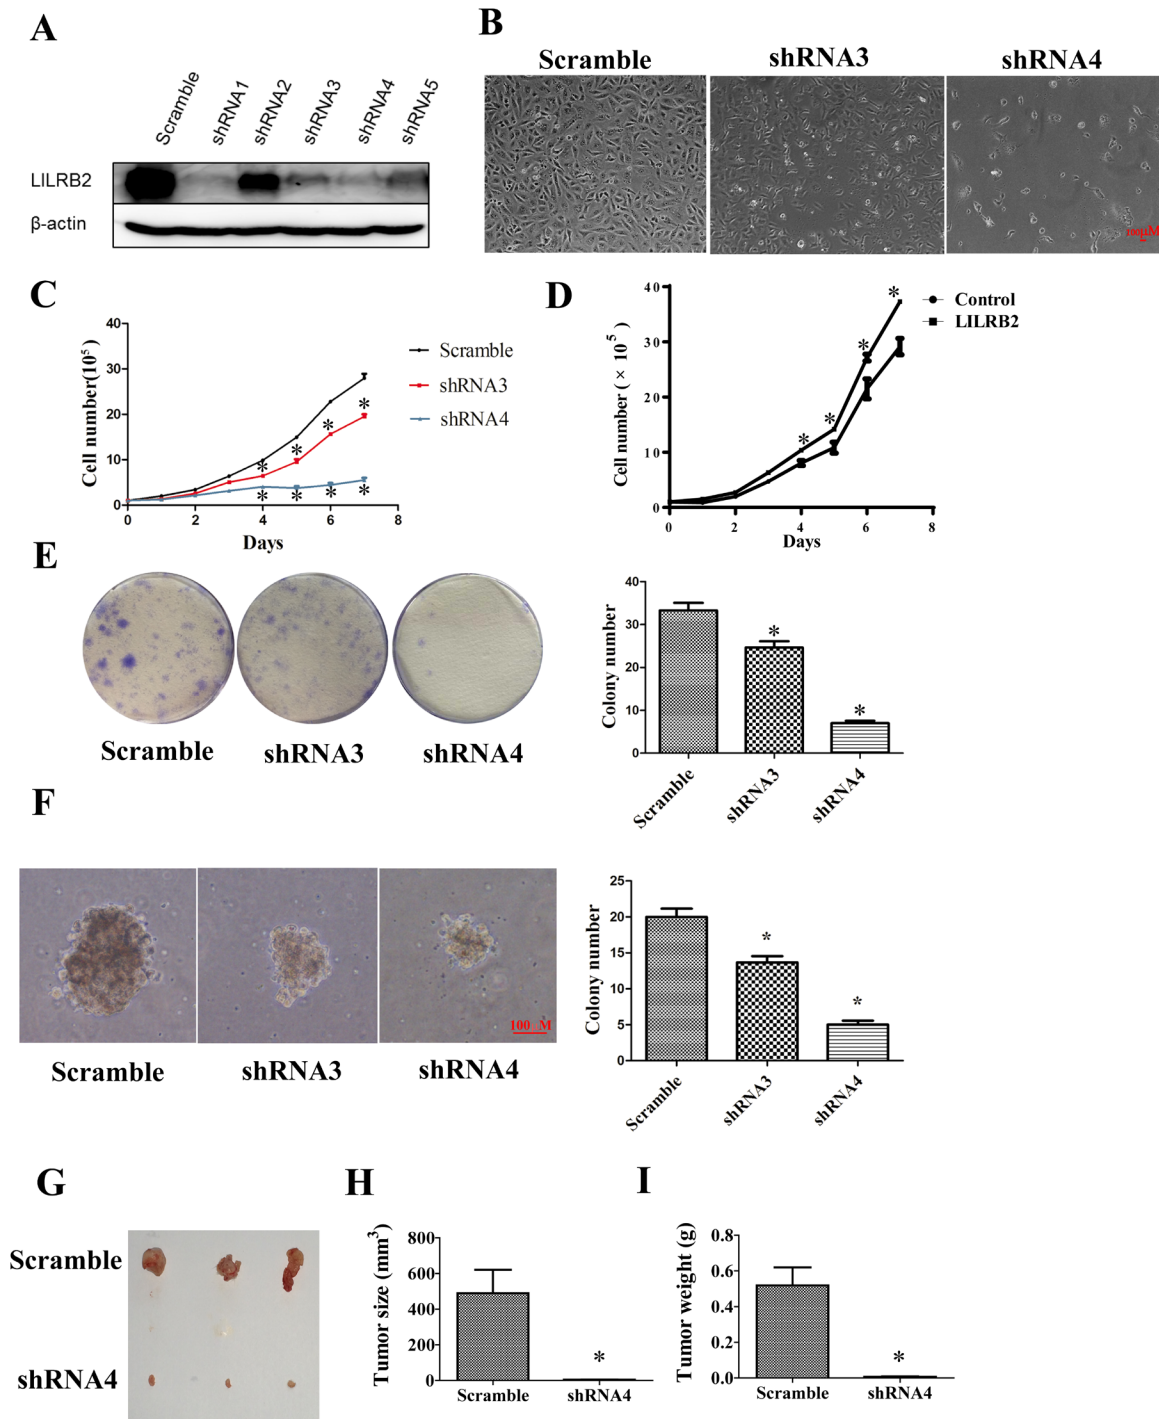 A
Scramble
shRNA1
shRNA2
shRNA3
shRNA4
shRNA5
LILRB2
β-actin
B
Scramble
shRNA3
shRNA4
100μM
C
Cell number(10⁵)
40
30
20
10
0
0 2 4 6 8
Days
Scramble
shRNA3
shRNA4
* * * *
* * * *
D
Cell number ( × 10⁵ )
40
30
20
10
0
0 2 4 6 8
Days
Control
LILRB2
* * * *
E
Scramble shRNA3 shRNA4
Colony number
40
30
20
10
0
*
*
Scramble
shRNA3
shRNA4
F
100 M
Scramble shRNA3 shRNA4
Colony number
25
20
15
10
5
0
*
*
Scramble
shRNA3
shRNA4
G
Scramble
shRNA4
H
Tumor size (mm³)
800
600
400
200
0
*
Scramble shRNA4
I
Tumor weight (g)
0.8
0.6
0.4
0.2
0.0
*
Scramble shRNA4